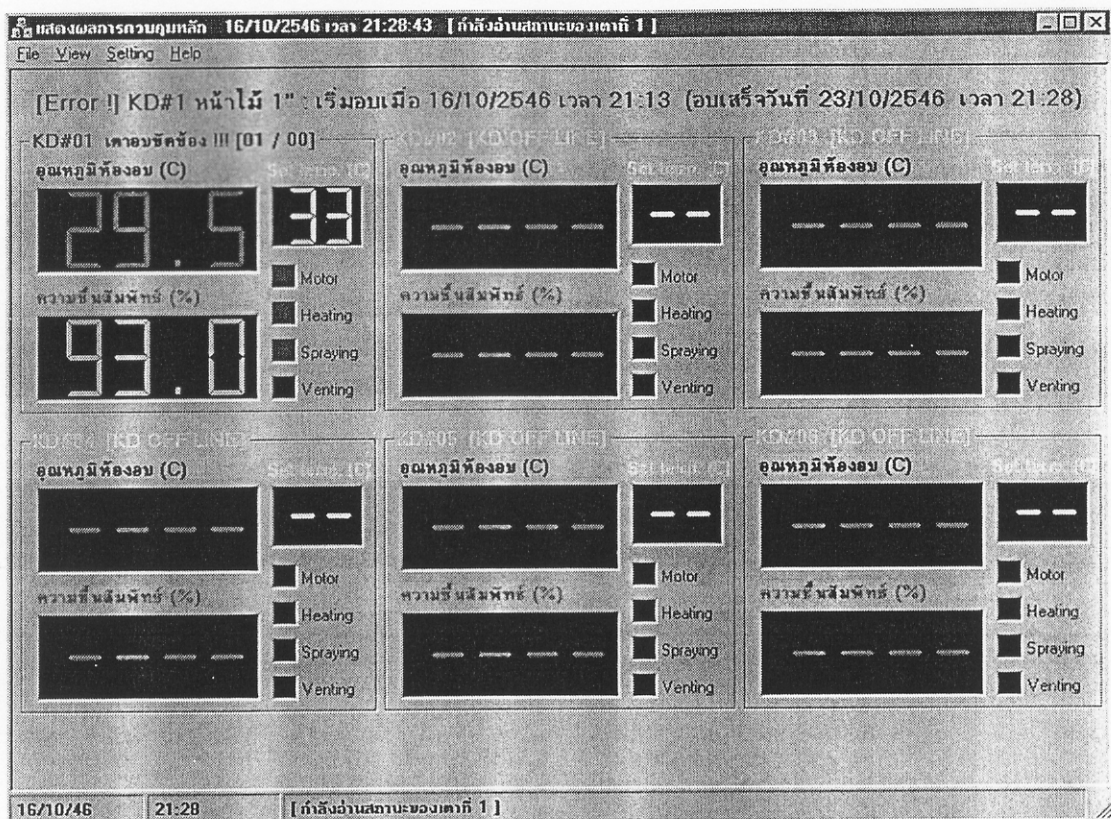 แสดงผลการควบคุมหลัก 16/10/2546 เวลา 21:28:43 [ กำลังอ่านสถานะของเตาที่ 1 ]
File View Setting Help
[Error !] KD#1 หน้าไม้ 1" : เริ่มอบเมื่อ 16/10/2546 เวลา 21:13 (อบเสร็จวันที่ 23/10/2546 เวลา 21:28)
KD#01 เตาอบขัดข้อง !!! [01 / 00]
อุณหภูมิห้องอบ (C) Set temp. (C)
29.5 33
Motor
ความชื้นสัมพัทธ์ (%)
Heating
93.0
Spraying
Venting
KD#02 [KD OFF LINE]
อุณหภูมิห้องอบ (C) Set temp. (C)
- - - - - -
Motor
ความชื้นสัมพัทธ์ (%)
Heating
- - - -
Spraying
Venting
KD#03 [KD OFF LINE]
อุณหภูมิห้องอบ (C) Set temp. (C)
- - - - - -
Motor
ความชื้นสัมพัทธ์ (%)
Heating
- - - -
Spraying
Venting
KD#04 [KD OFF LINE]
อุณหภูมิห้องอบ (C) Set temp. (C)
- - - - - -
Motor
ความชื้นสัมพัทธ์ (%)
Heating
- - - -
Spraying
Venting
KD#05 [KD OFF LINE]
อุณหภูมิห้องอบ (C) Set temp. (C)
- - - - - -
Motor
ความชื้นสัมพัทธ์ (%)
Heating
- - - -
Spraying
Venting
KD#06 [KD OFF LINE]
อุณหภูมิห้องอบ (C) Set temp. (C)
- - - - - -
Motor
ความชื้นสัมพัทธ์ (%)
Heating
- - - -
Spraying
Venting
16/10/46 21:28 [ กำลังอ่านสถานะของเตาที่ 1 ]